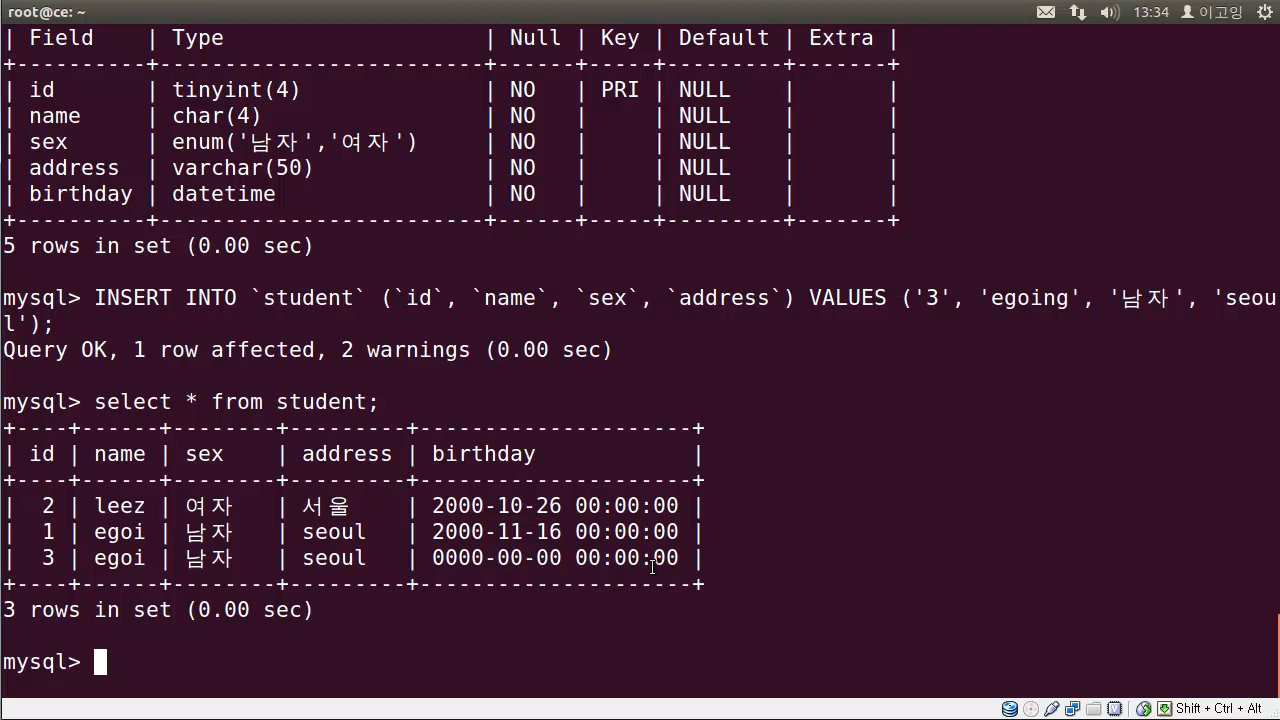 root@ce: ~ 13:34 이고잉
| Field    | Type                    | Null | Key | Default | Extra |
+----------+-------------------------+------+-----+---------+-------+
| id       | tinyint(4)              | NO   | PRI | NULL    |       |
| name     | char(4)                 | NO   |     | NULL    |       |
| sex      | enum('남자','여자')     | NO   |     | NULL    |       |
| address  | varchar(50)             | NO   |     | NULL    |       |
| birthday | datetime                | NO   |     | NULL    |       |
+----------+-------------------------+------+-----+---------+-------+
5 rows in set (0.00 sec)
mysql> INSERT INTO `student` (`id`, `name`, `sex`, `address`) VALUES ('3', 'egoing', '남자', 'seou
l');
Query OK, 1 row affected, 2 warnings (0.00 sec)
mysql> select * from student;
+----+------+--------+---------+---------------------+
| id | name | sex    | address | birthday            |
+----+------+--------+---------+---------------------+
|  2 | leez | 여자   | 서울    | 2000-10-26 00:00:00 |
|  1 | egoi | 남자   | seoul   | 2000-11-16 00:00:00 |
|  3 | egoi | 남자   | seoul   | 0000-00-00 00:00:00 |
+----+------+--------+---------+---------------------+
3 rows in set (0.00 sec)
mysql>
Shift + Ctrl + Alt